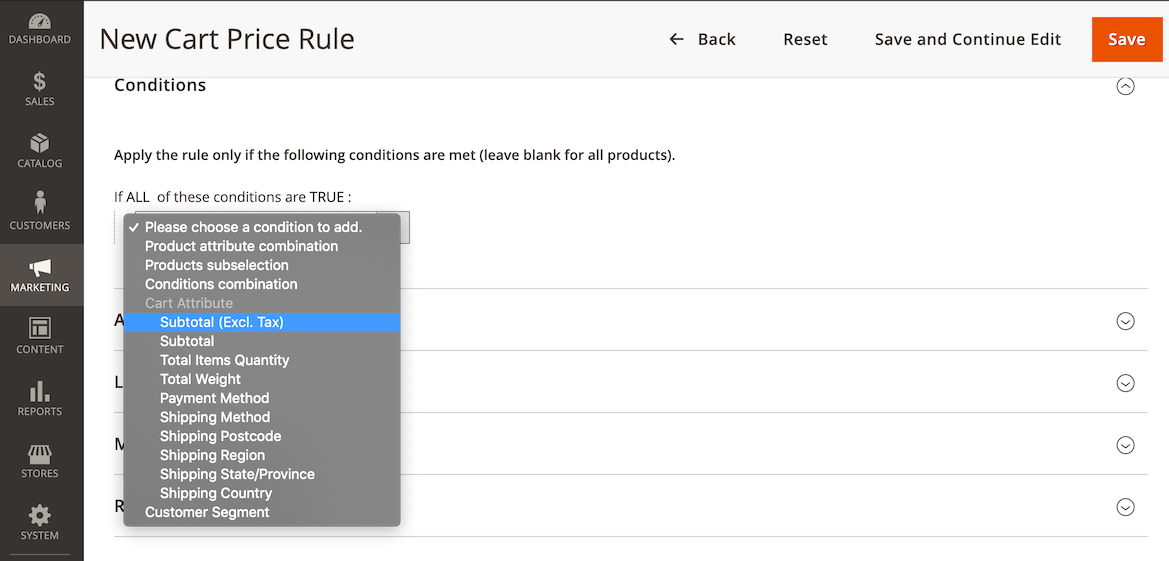 DASHBOARD
SALES
CATALOG
CUSTOMERS
MARKETING
CONTENT
REPORTS
STORES
SYSTEM
New Cart Price Rule
Back
Reset
Save and Continue Edit
Save
Conditions
Apply the rule only if the following conditions are met (leave blank for all products).
If ALL of these conditions are TRUE :
Please choose a condition to add.
Product attribute combination
Products subselection
Conditions combination
Cart Attribute
A
Subtotal (Excl. Tax)
Subtotal
Total Items Quantity
L
Total Weight
Payment Method
Shipping Method
Shipping Postcode
M
Shipping Region
Shipping State/Province
Shipping Country
R
Customer Segment